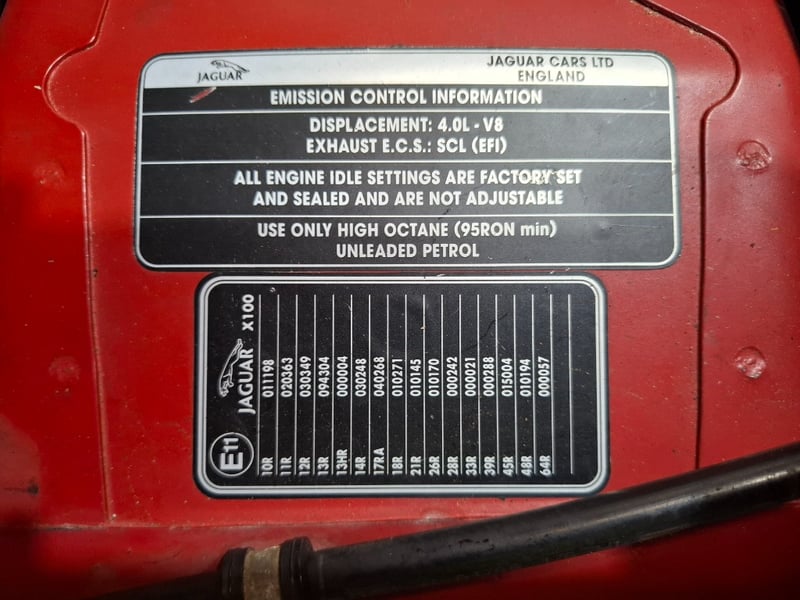 JAGUAR
JAGUAR CARS LTD
ENGLAND
EMISSION CONTROL INFORMATION
DISPLACEMENT: 4.0L - V8
EXHAUST E.C.S.: SCL (EFI)
ALL ENGINE IDLE SETTINGS ARE FACTORY SET
AND SEALED AND ARE NOT ADJUSTABLE
USE ONLY HIGH OCTANE (95RON min)
UNLEADED PETROL
E11 JAGUAR X100
10R 011198
11R 020363
12R 030349
13R 094304
13HR 000004
14R 030248
17RA 040268
18R 010271
21R 010145
26R 010170
28R 000242
33R 000021
39R 000288
45R 015004
48R 010194
64R 000057